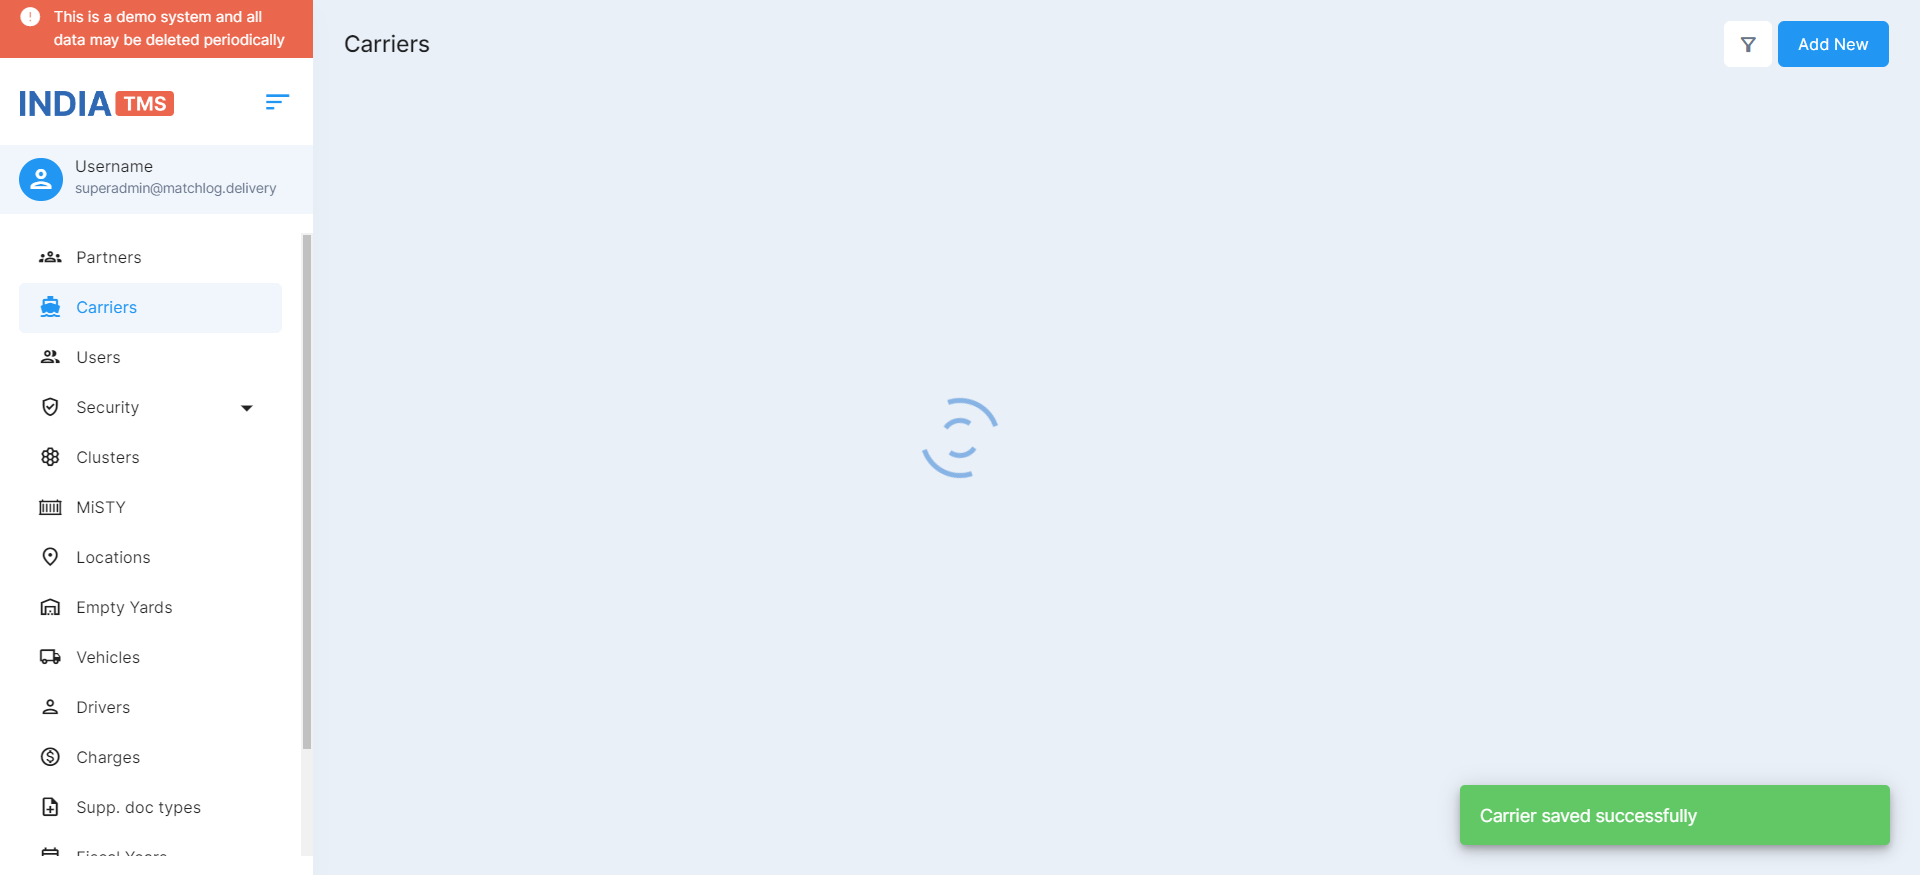 This is a demo system and all
data may be deleted periodically
INDIA TMS
Username
superadmin@matchlog.delivery
Partners
Carriers
Users
Security
Clusters
MiSTY
Locations
Empty Yards
Vehicles
Drivers
Charges
Supp. doc types
Fiscal Years
Carriers
Add New
Carrier saved successfully